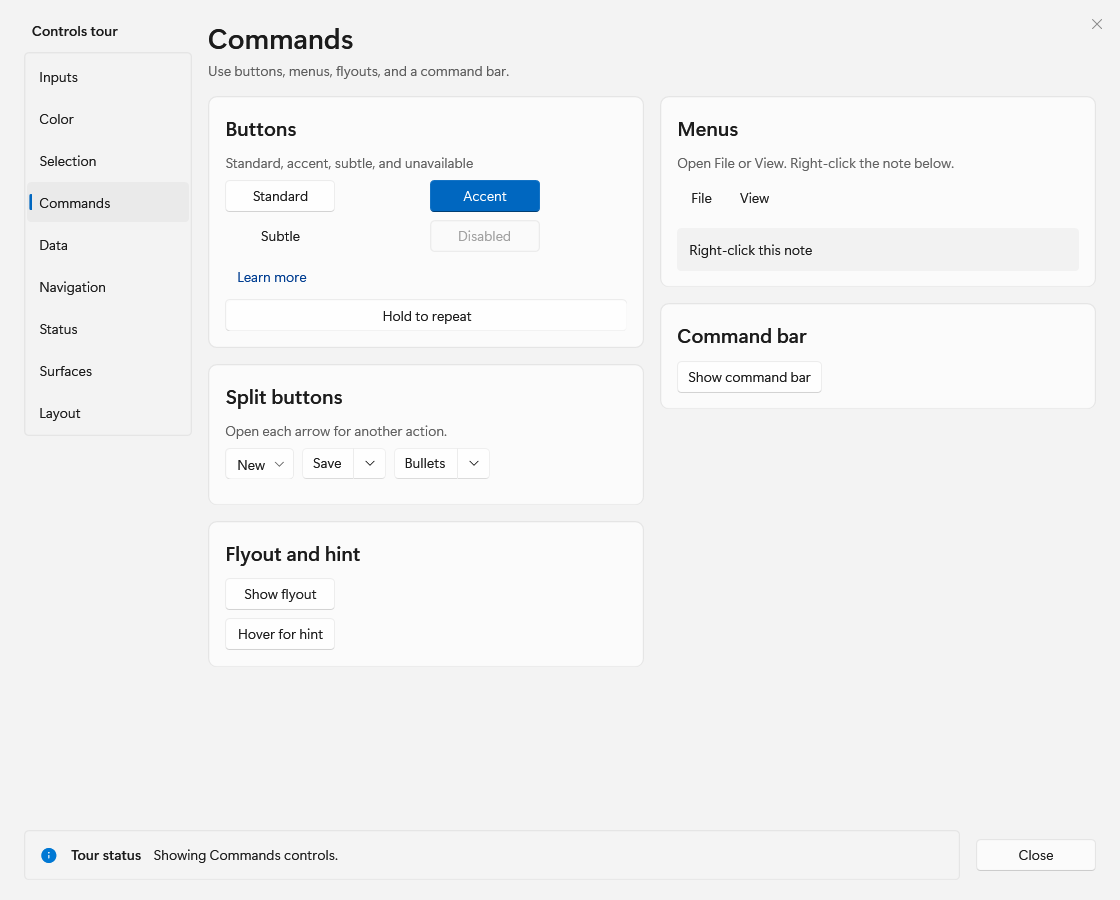 Controls tour
Inputs
Color
Selection
Commands
Data
Navigation
Status
Surfaces
Layout
Commands
Use buttons, menus, flyouts, and a command bar.
Buttons
Standard, accent, subtle, and unavailable
Standard
Accent
Subtle
Disabled
Learn more
Hold to repeat
Split buttons
Open each arrow for another action.
New
Save
Bullets
Flyout and hint
Show flyout
Hover for hint
Menus
Open File or View. Right-click the note below.
File
View
Right-click this note
Command bar
Show command bar
Tour status
Showing Commands controls.
Close